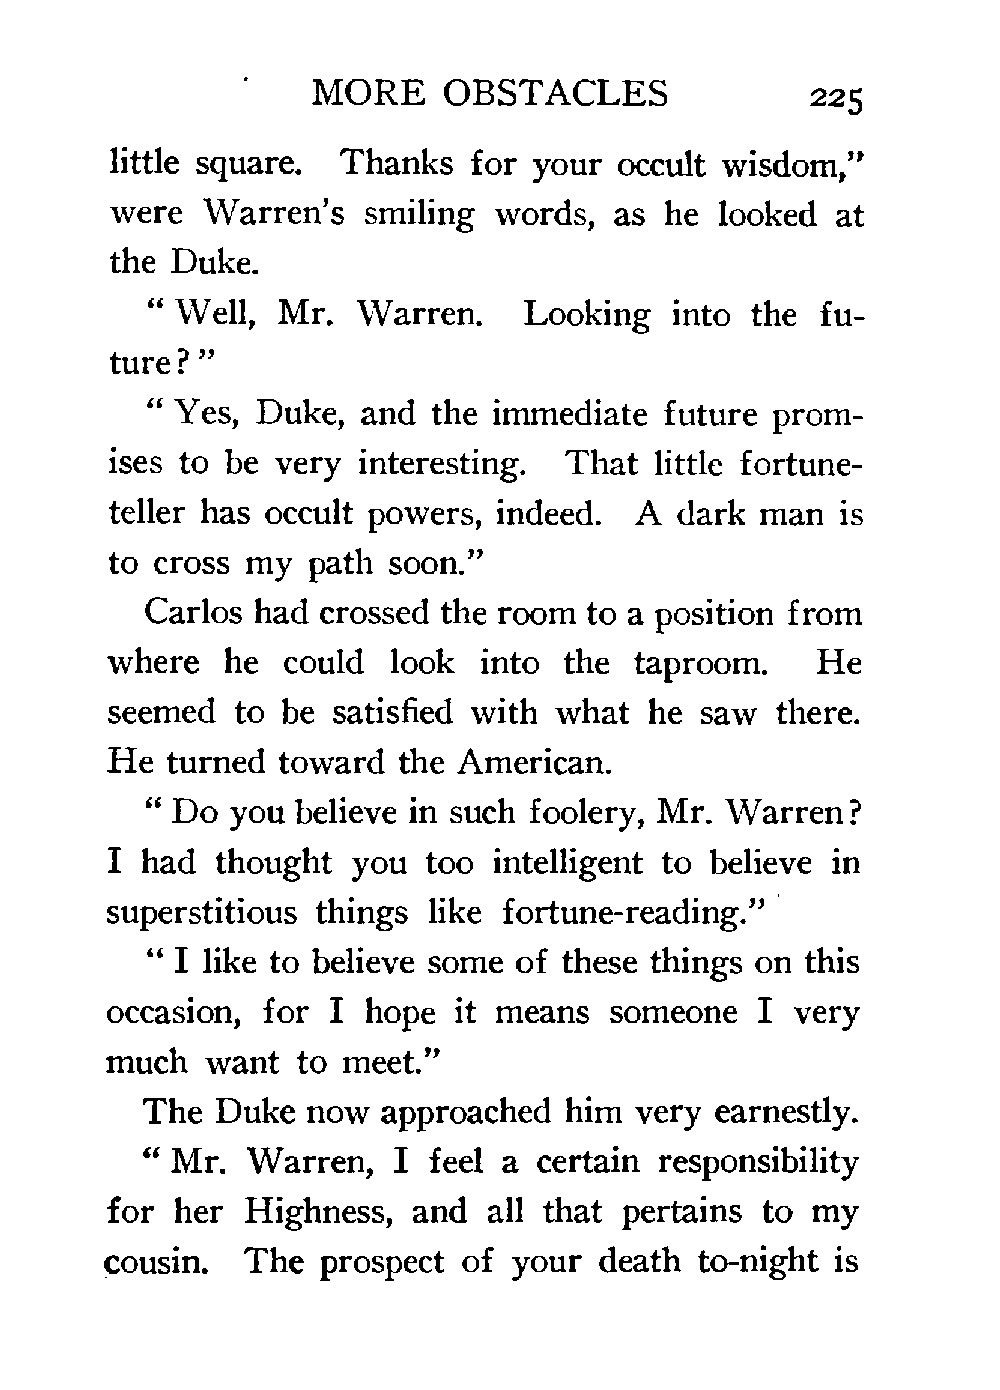 MORE OBSTACLES 225
little square. Thanks for your occult wisdom,"
were Warren's smiling words, as he looked at
the Duke.
" Well, Mr. Warren. Looking into the fu-
ture? "
" Yes, Duke, and the immediate future prom-
ises to be very interesting. That little fortune-
teller has occult powers, indeed. A dark man is
to cross my path soon."
Carlos had crossed the room to a position from
where he could look into the taproom. He
seemed to be satisfied with what he saw there.
He turned toward the American.
" Do you believe in such foolery, Mr. Warren?
I had thought you too intelligent to believe in
superstitious things like fortune-reading."
" I like to believe some of these things on this
occasion, for I hope it means someone I very
much want to meet."
The Duke now approached him very earnestly.
" Mr. Warren, I feel a certain responsibility
for her Highness, and all that pertains to my
cousin. The prospect of your death to-night is